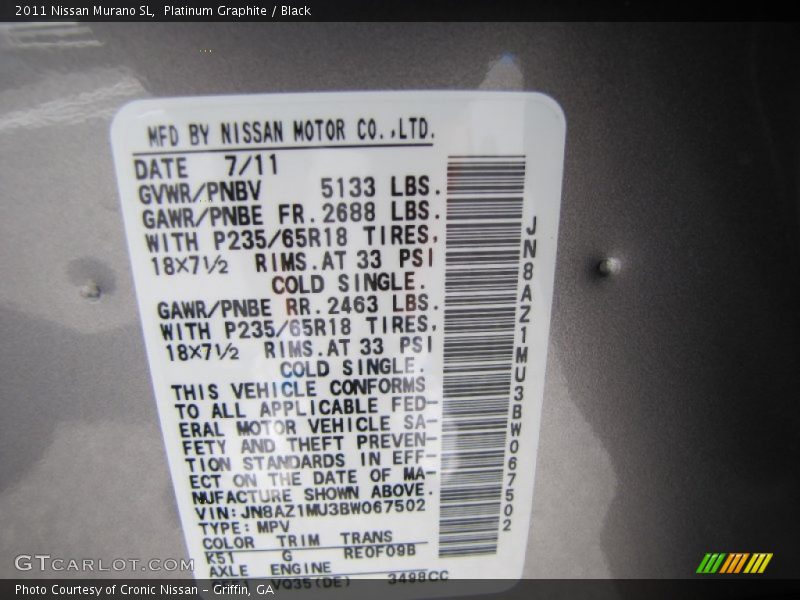 2011 Nissan Murano SL, Platinum Graphite / Black
MFD BY NISSAN MOTOR CO.,LTD.
DATE 7/11
GVWR/PNBV 5133 LBS.
GAWR/PNBE FR.2688 LBS.
WITH P235/65R18 TIRES,
18×7½ RIMS.AT 33 PSI
COLD SINGLE.
GAWR/PNBE RR.2463 LBS.
WITH P235/65R18 TIRES,
18×7½ RIMS.AT 33 PSI
COLD SINGLE.
THIS VEHICLE CONFORMS
TO ALL APPLICABLE FED-
ERAL MOTOR VEHICLE SA-
FETY AND THEFT PREVEN-
TION STANDARDS IN EFF-
ECT ON THE DATE OF MA-
NUFACTURE SHOWN ABOVE.
VIN:JN8AZ1MU3BW067502
TYPE:MPV
COLOR TRIM TRANS
K51 G RE0F09B
AXLE ENGINE
VQ35(DE) 3498CC
JN8AZ1MU3BW067502
GTCARLOT.COM
Photo Courtesy of Cronic Nissan - Griffin, GA